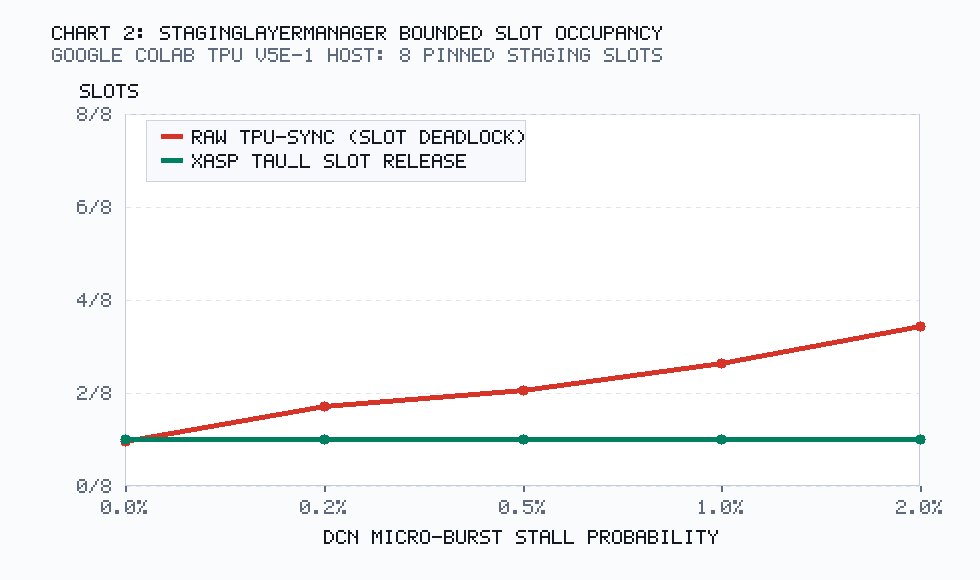 CHART 2: STAGINGLAYERMANAGER BOUNDED SLOT OCCUPANCY
GOOGLE COLAB TPU V5E-1 HOST: 8 PINNED STAGING SLOTS
SLOTS
8/8
RAW TPU-SYNC (SLOT DEADLOCK)
XASP TAU_L SLOT RELEASE
6/8
4/8
2/8
0/8
0.0% 0.2% 0.5% 1.0% 2.0%
DCN MICRO-BURST STALL PROBABILITY